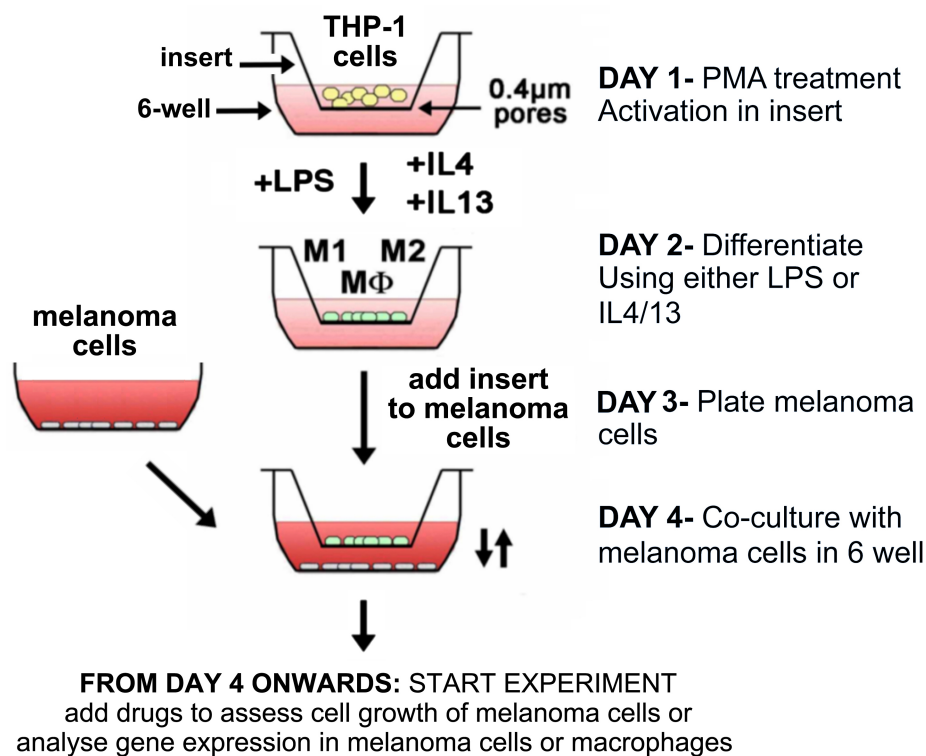 THP-1
cells
insert
6-well
0.4µm
pores
DAY 1- PMA treatment
Activation in insert
+LPS
+IL4
+IL13
M1 M2
MΦ
DAY 2- Differentiate
Using either LPS or
IL4/13
melanoma
cells
add insert
to melanoma
cells
DAY 3- Plate melanoma
cells
DAY 4- Co-culture with
melanoma cells in 6 well
FROM DAY 4 ONWARDS: START EXPERIMENT
add drugs to assess cell growth of melanoma cells or
analyse gene expression in melanoma cells or macrophages